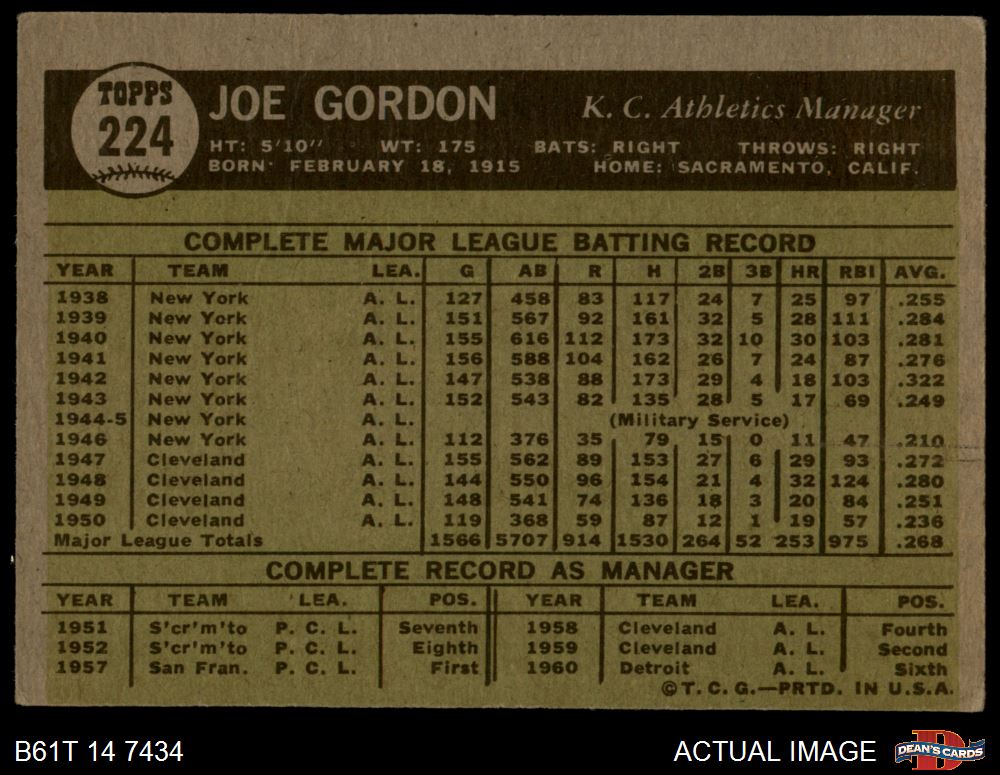 TOPPS
224
JOE GORDON K. C. Athletics Manager
HT: 5'10" WT: 175 BATS: RIGHT THROWS: RIGHT
BORN: FEBRUARY 18, 1915 HOME: SACRAMENTO, CALIF.
COMPLETE MAJOR LEAGUE BATTING RECORD
YEAR TEAM LEA. G AB R H 2B 3B HR RBI AVG.
1938 New York A. L. 127 458 83 117 24 7 25 97 .255
1939 New York A. L. 151 567 92 161 32 5 28 111 .284
1940 New York A. L. 155 616 112 173 32 10 30 103 .281
1941 New York A. L. 156 588 104 162 26 7 24 87 .276
1942 New York A. L. 147 538 88 173 29 4 18 103 .322
1943 New York A. L. 152 543 82 135 28 5 17 69 .249
1944-5 New York A. L. (Military Service)
1946 New York A. L. 112 376 35 79 15 0 11 47 .210
1947 Cleveland A. L. 155 562 89 153 27 6 29 93 .272
1948 Cleveland A. L. 144 550 96 154 21 4 32 124 .280
1949 Cleveland A. L. 148 541 74 136 18 3 20 84 .251
1950 Cleveland A. L. 119 368 59 87 12 1 19 57 .236
Major League Totals 1566 5707 914 1530 264 52 253 975 .268
COMPLETE RECORD AS MANAGER
YEAR TEAM LEA. POS. YEAR TEAM LEA. POS.
1951 S'cr'm'to P. C. L. Seventh 1958 Cleveland A. L. Fourth
1952 S'cr'm'to P. C. L. Eighth 1959 Cleveland A. L. Second
1957 San Fran. P. C. L. First 1960 Detroit A. L. Sixth
©T. C. G.—PRTD. IN U.S.A.
B61T 14 7434 ACTUAL IMAGE DEAN'S CARDS